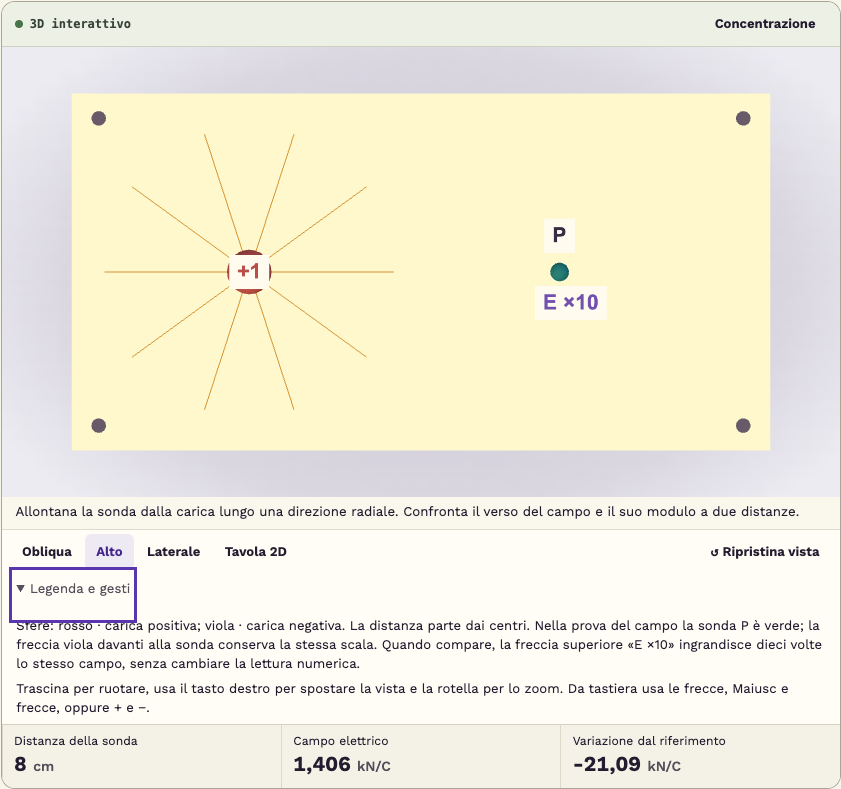 3D interattivo
Concentrazione
+1
P
E ×10
Allontana la sonda dalla carica lungo una direzione radiale. Confronta il verso del campo e il suo modulo a due distanze.
Obliqua Alto Laterale Tavola 2D ↺ Ripristina vista
▼ Legenda e gesti
Sfere: rosso · carica positiva; viola · carica negativa. La distanza parte dai centri. Nella prova del campo la sonda P è verde; la
freccia viola davanti alla sonda conserva la stessa scala. Quando compare, la freccia superiore «E ×10» ingrandisce dieci volte
lo stesso campo, senza cambiare la lettura numerica.
Trascina per ruotare, usa il tasto destro per spostare la vista e la rotella per lo zoom. Da tastiera usa le frecce, Maiusc e
frecce, oppure + e −.
Distanza della sonda
8 cm
Campo elettrico
1,406 kN/C
Variazione dal riferimento
-21,09 kN/C